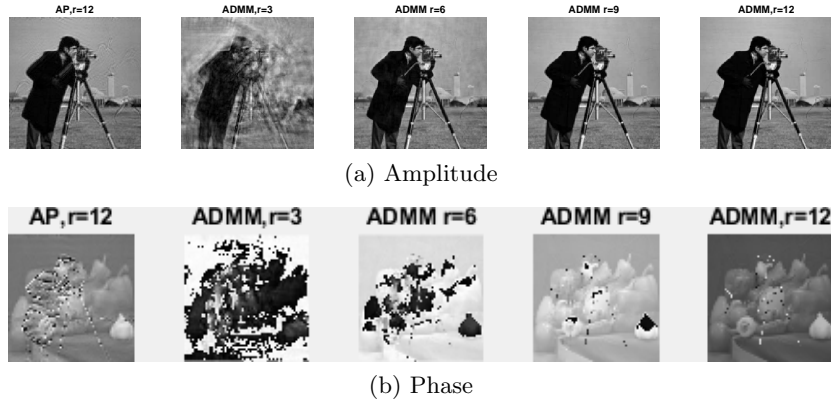 AP,r=12 ADMM,r=3 ADMM r=6 ADMM r=9 ADMM,r=12
(a) Amplitude
AP,r=12 ADMM,r=3 ADMM r=6 ADMM r=9 ADMM,r=12
(b) Phase